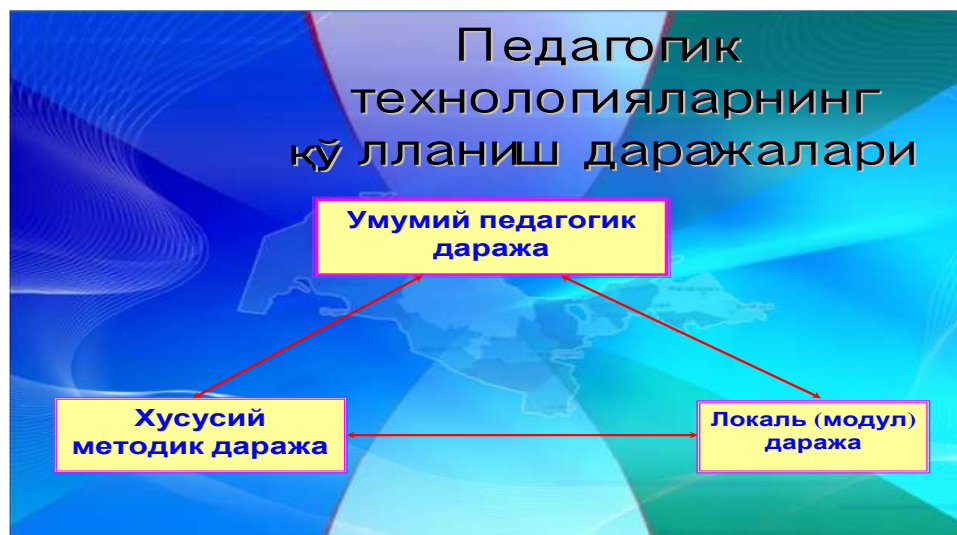 Педагогик
технологияларнинг
қўлланиш даражалари
Умумий педагогик
даража
Хусусий
методик даража
Локаль (модул)
даража